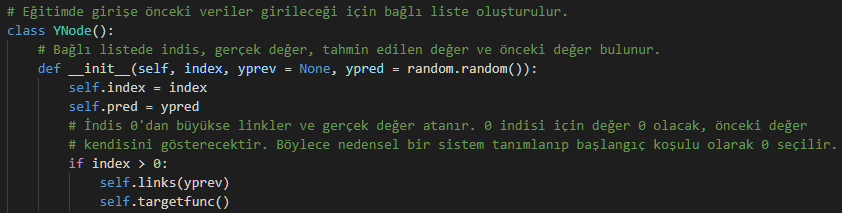 # Eğitimde girişe önceki veriler girileceği için bağlı liste oluşturulur.
class YNode():
    # Bağlı listede indis, gerçek değer, tahmin edilen değer ve önceki değer bulunur.
    def __init__(self, index, yprev = None, ypred = random.random()):
        self.index = index
        self.pred = ypred
        # İndis 0'dan büyükse linkler ve gerçek değer atanır. 0 indisi için değer 0 olacak, önceki değer
        # kendisini gösterecektir. Böylece nedensel bir sistem tanımlanıp başlangıç koşulu olarak 0 seçilir.
        if index > 0:
            self.links(yprev)
            self.targetfunc()